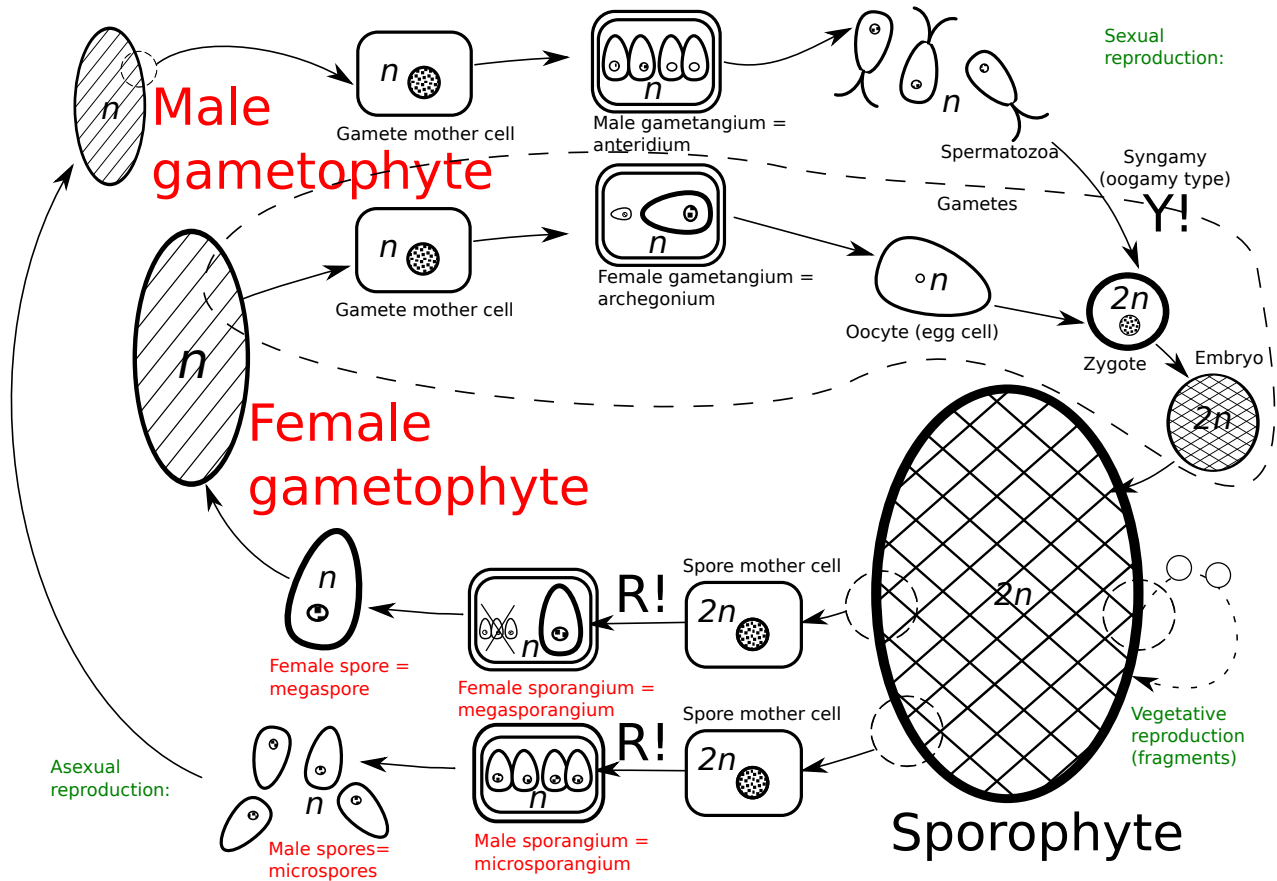 Sexual
reproduction:
n
Male
gametophyte
n
Gamete mother cell
n
Male gametangium =
anteridium
n
Spermatozoa
Syngamy
(oogamy type)
Y!
Gametes
n
Gamete mother cell
n
Female gametangium =
archegonium
n
Oocyte (egg cell)
2n
Zygote
Embryo
2n
n
Female
gametophyte
n
Female spore =
megaspore
n
Female sporangium =
megasporangium
R!
Spore mother cell
2n
2n
Vegetative
reproduction
(fragments)
Sporophyte
Spore mother cell
2n
R!
n
Male sporangium =
microsporangium
n
Male spores=
microspores
Asexual
reproduction: